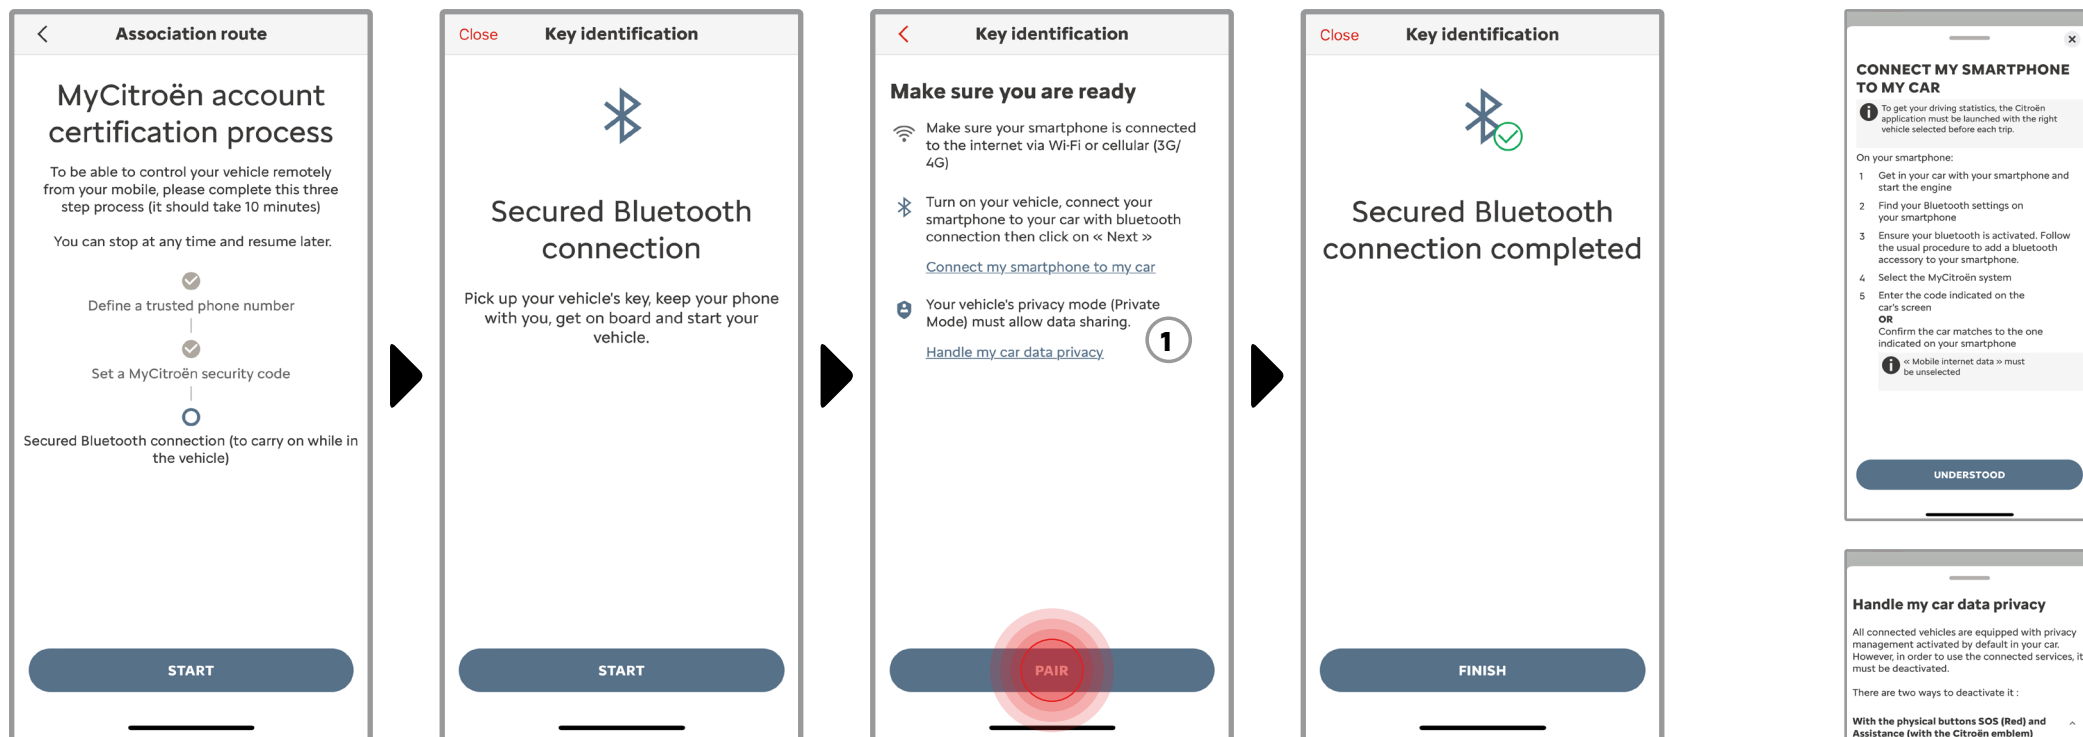 Association route
MyCitroën account
certification process
To be able to control your vehicle remotely
from your mobile, please complete this three
step process (it should take 10 minutes)
You can stop at any time and resume later.
Define a trusted phone number
Set a MyCitroën security code
Secured Bluetooth connection (to carry on while in
the vehicle)
START
Close Key identification
Secured Bluetooth
connection
Pick up your vehicle's key, keep your phone
with you, get on board and start your
vehicle.
START
Key identification
Make sure you are ready
Make sure your smartphone is connected
to the internet via Wi-Fi or cellular (3G/
4G)
Turn on your vehicle, connect your
smartphone to your car with bluetooth
connection then click on « Next »
Connect my smartphone to my car
Your vehicle's privacy mode (Private
Mode) must allow data sharing.
1
Handle my car data privacy
PAIR
Close Key identification
Secured Bluetooth
connection completed
FINISH
CONNECT MY SMARTPHONE
TO MY CAR
To get your driving statistics, the Citroën
application must be launched with the right
vehicle selected before each trip.
On your smartphone:
1 Get in your car with your smartphone and
start the engine
2 Find your Bluetooth settings on
your smartphone
3 Ensure your bluetooth is activated. Follow
the usual procedure to add a bluetooth
accessory to your smartphone.
4 Select the MyCitroën system
5 Enter the code indicated on the
car's screen
OR
Confirm the car matches to the one
indicated on your smartphone
« Mobile internet data » must
be unselected
UNDERSTOOD
Handle my car data privacy
All connected vehicles are equipped with privacy
management activated by default in your car.
However, in order to use the connected services, it
must be deactivated.
There are two ways to deactivate it :
With the physical buttons SOS (Red) and
Assistance (with the Citroën emblem)